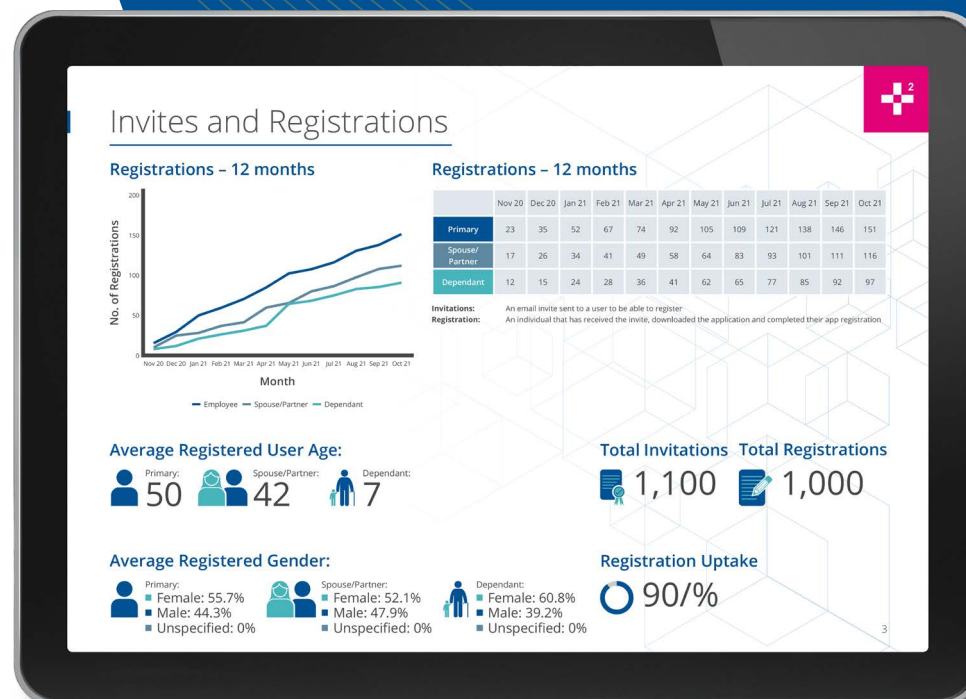 2
Invites and Registrations
Registrations – 12 months
200
150
100
50
0
No. of Registrations
Nov 20 Dec 20 Jan 21 Feb 21 Mar 21 Apr 21 May 21 Jun 21 Jul 21 Aug 21 Sep 21 Oct 21
Month
Employee Spouse/Partner Dependant
Registrations – 12 months
Nov 20 Dec 20 Jan 21 Feb 21 Mar 21 Apr 21 May 21 Jun 21 Jul 21 Aug 21 Sep 21 Oct 21
Primary 23 35 52 67 74 92 105 109 121 138 146 151
Spouse/
Partner 17 26 34 41 49 58 64 83 93 101 111 116
Dependant 12 15 24 28 36 41 62 65 77 85 92 97
Invitations: An email invite sent to a user to be able to register
Registration: An individual that has received the invite, downloaded the application and completed their app registration
Average Registered User Age:
Primary:
50
Spouse/Partner:
42
Dependant:
7
Total Invitations
1,100
Total Registrations
1,000
Average Registered Gender:
Primary:
Female: 55.7%
Male: 44.3%
Unspecified: 0%
Spouse/Partner:
Female: 52.1%
Male: 47.9%
Unspecified: 0%
Dependant:
Female: 60.8%
Male: 39.2%
Unspecified: 0%
Registration Uptake
90/%
3